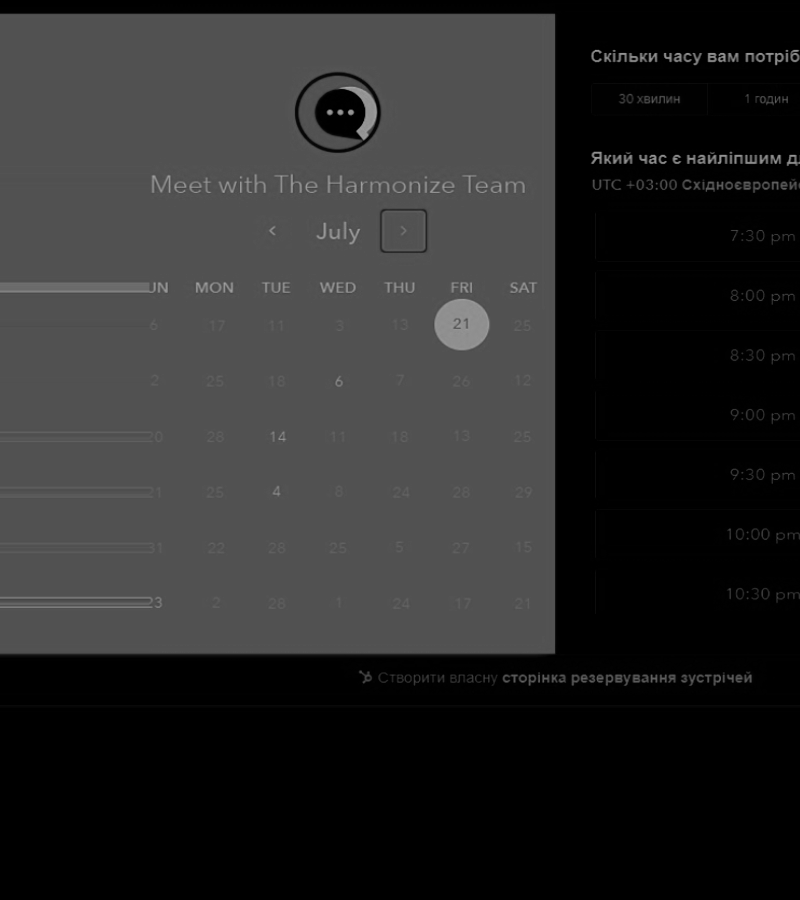 Meet with The Harmonize Team
July
UN MON TUE WED THU FRI SAT
6 17 11 3 13 21 25
2 25 18 6 7 26 12
20 28 14 11 18 13 25
21 25 4 8 24 28 29
31 22 28 25 5 27 15
23 2 28 1 24 17 21
Скільки часу вам потріб
30 хвилин 1 годин
Який час є найліпшим д
UTC +03:00 Східноєвропейс
7:30 pm
8:00 pm
8:30 pm
9:00 pm
9:30 pm
10:00 pm
10:30 pm
Створити власну сторінка резервування зустрічей